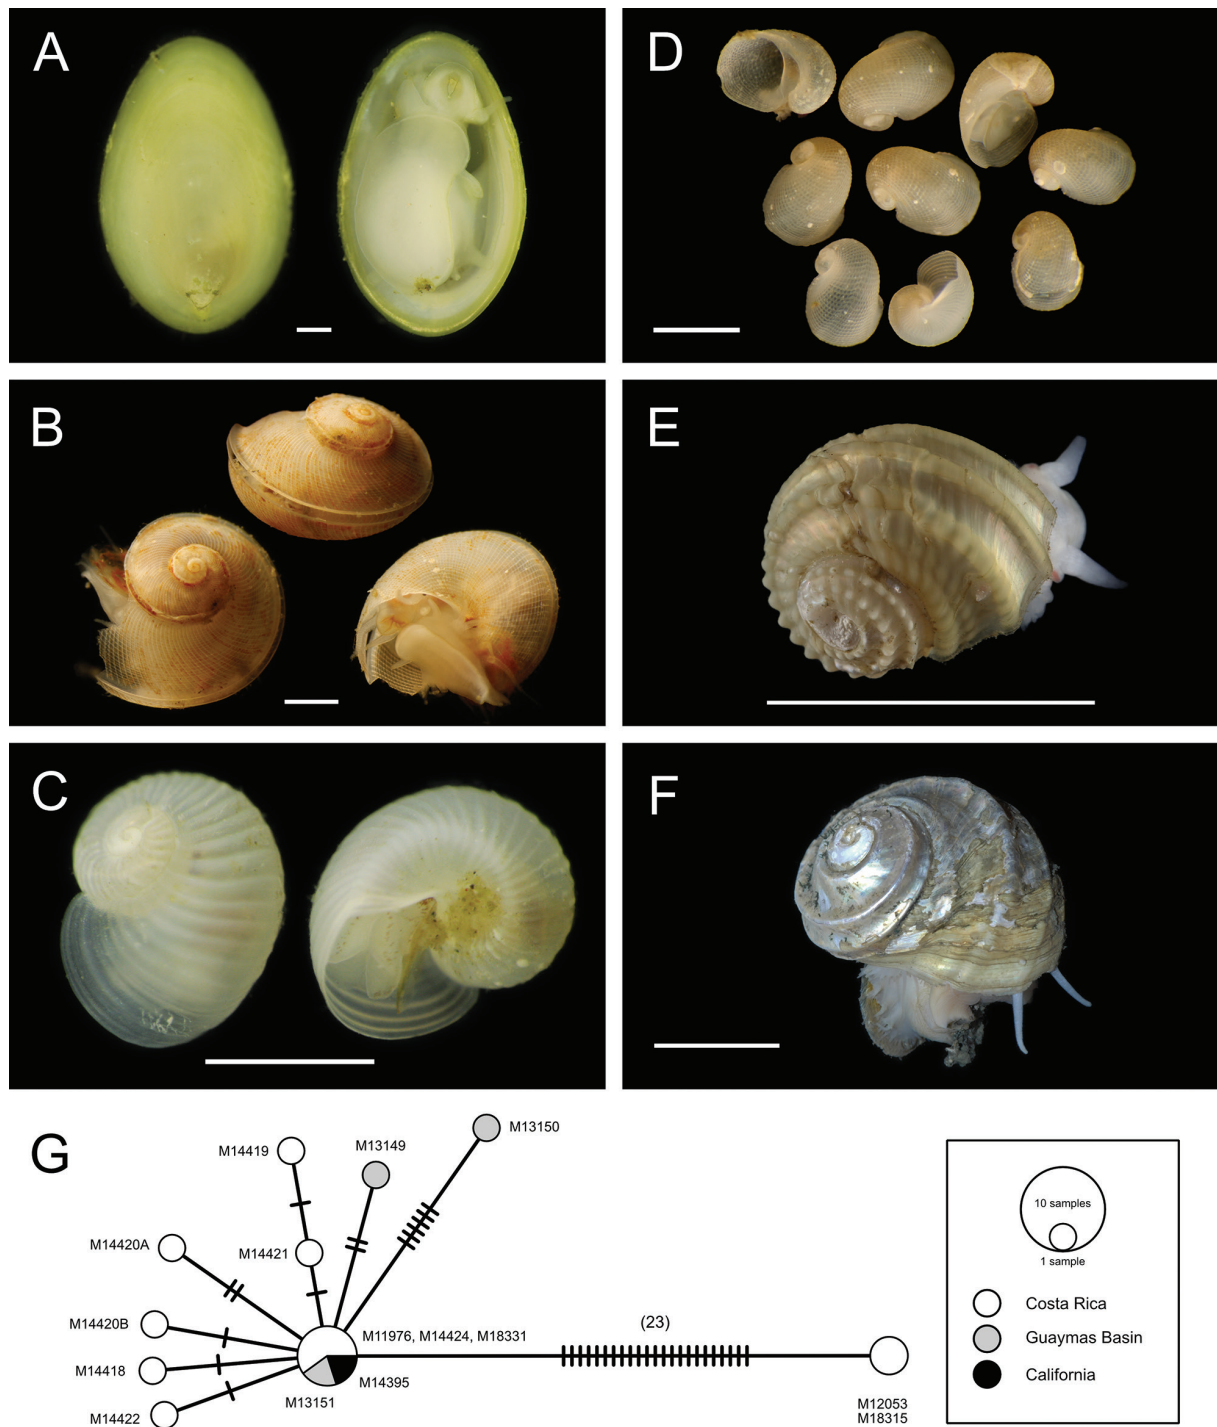 A
D
B
E
C
F
G
M13150
M13149
M14419
M14420A
M14421
M14420B
M14418
M14422
M11976, M14424, M18331
M14395
M13151
(23)
M12053
M18315
10 samples
1 sample
Costa Rica
Guaymas Basin
California